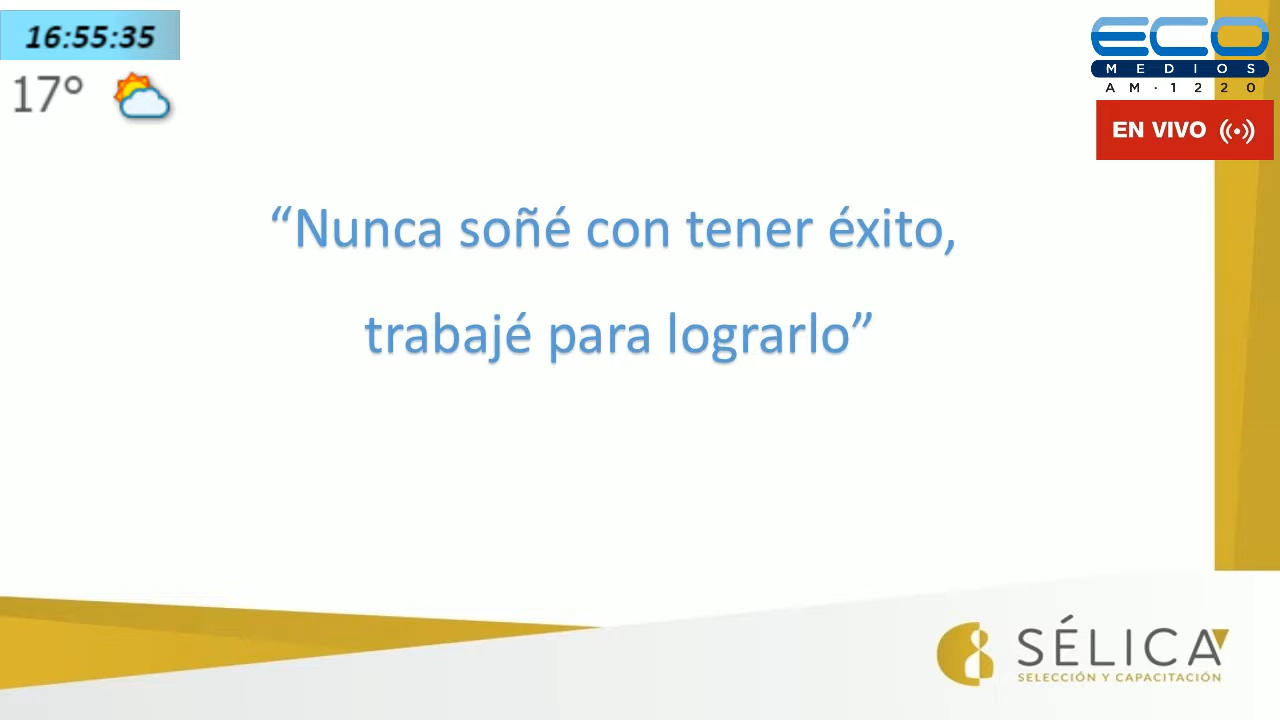 16:55:35
17°
ECO
MEDIOS
AM·1220
EN VIVO
“Nunca soñé con tener éxito,
trabajé para lograrlo”
SÉLICA
SELECCIÓN Y CAPACITACIÓN